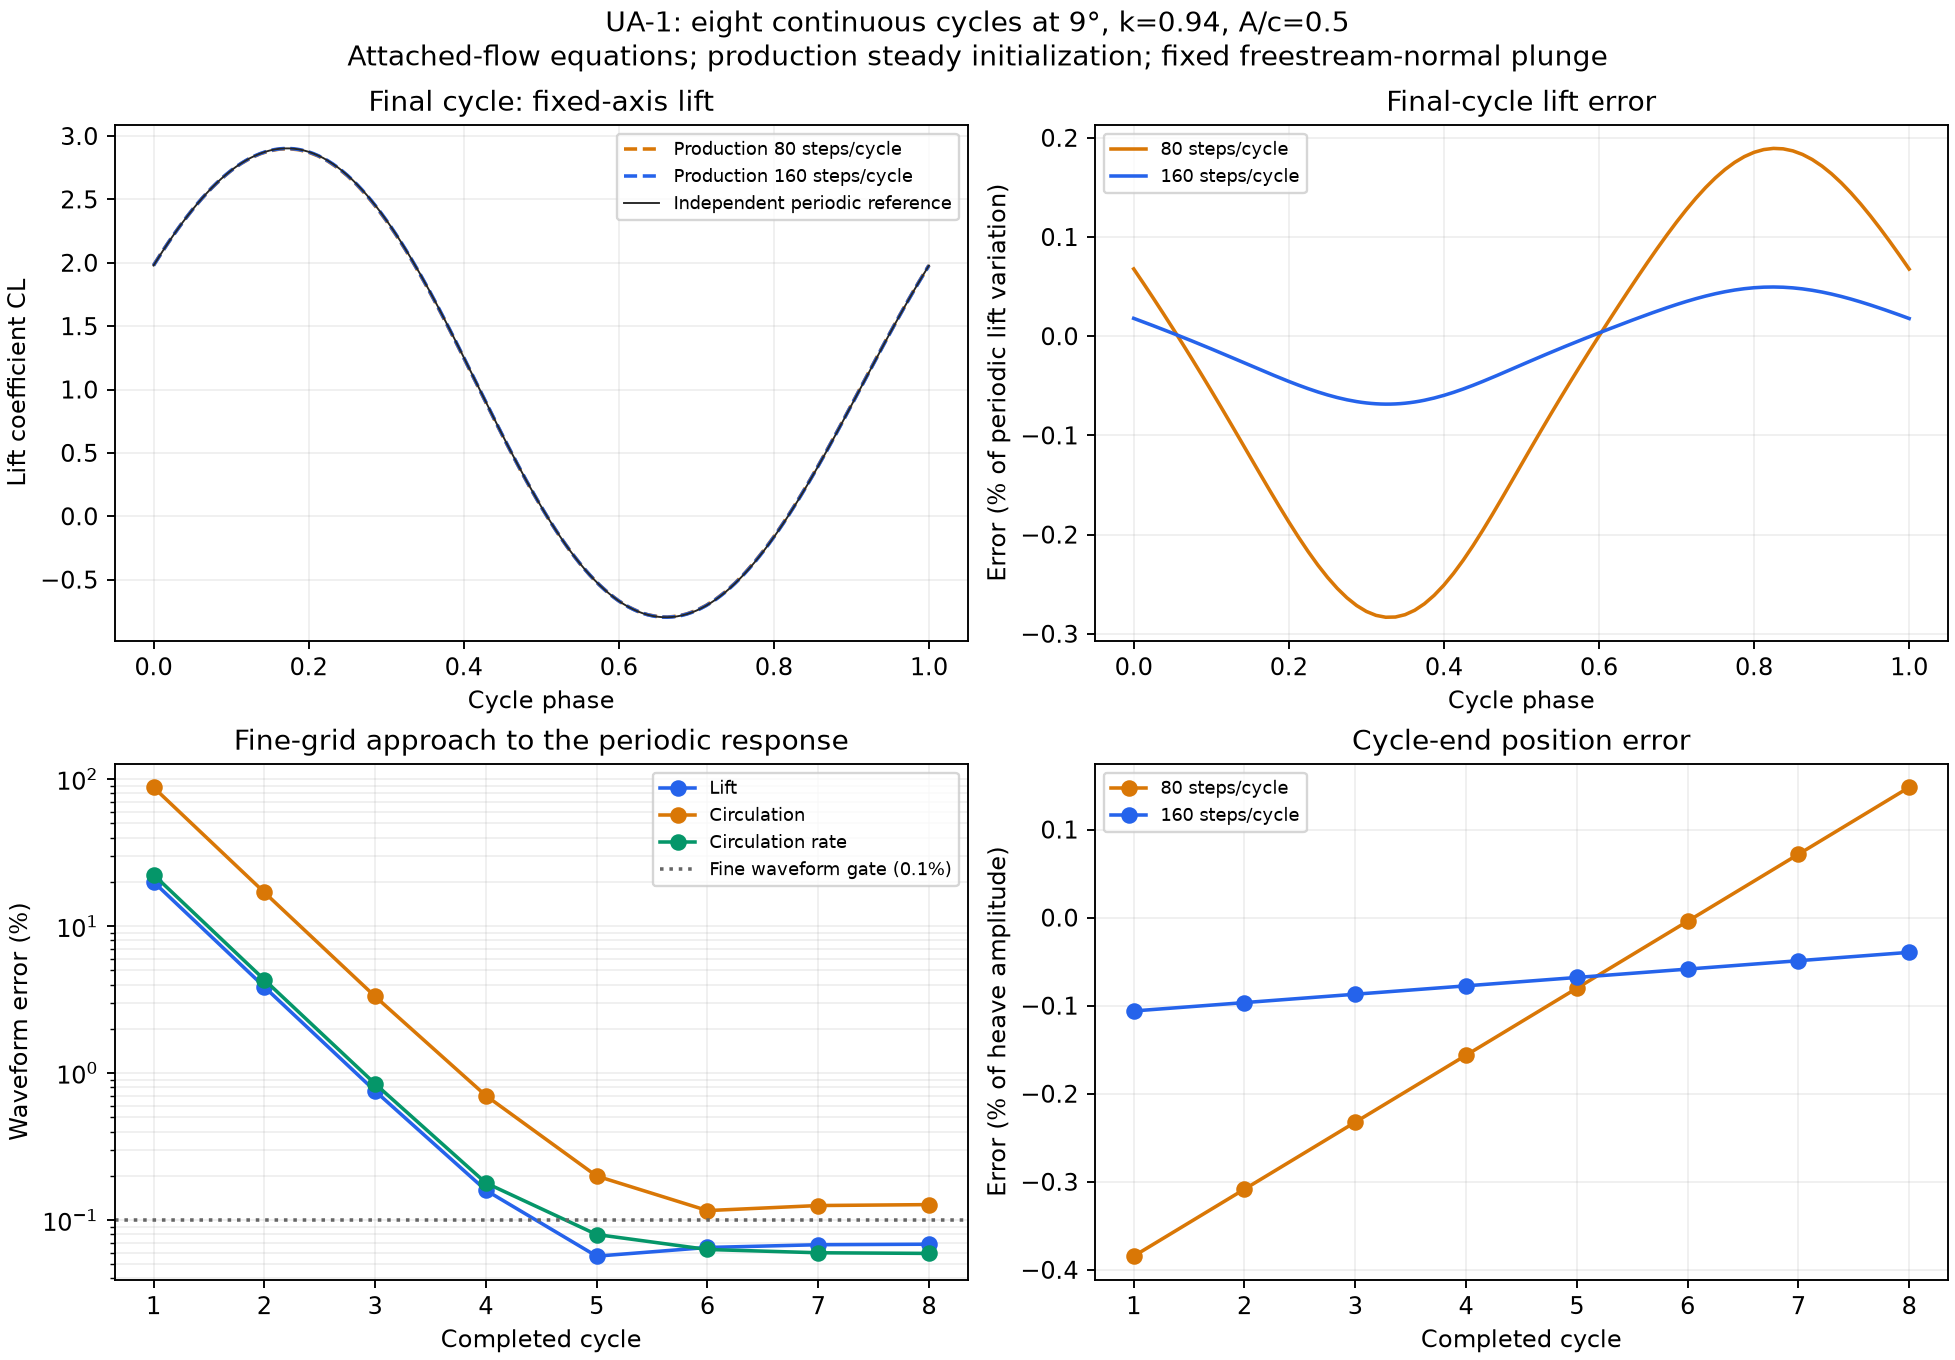 UA-1: eight continuous cycles at 9°, k=0.94, A/c=0.5
Attached-flow equations; production steady initialization; fixed freestream-normal plunge
Final cycle: fixed-axis lift
Lift coefficient CL
3.0
2.5
2.0
1.5
1.0
0.5
0.0
−0.5
Production 80 steps/cycle
Production 160 steps/cycle
Independent periodic reference
0.0 0.2 0.4 0.6 0.8 1.0
Cycle phase
Final-cycle lift error
Error (% of periodic lift variation)
0.2
0.1
0.0
−0.1
−0.2
−0.3
80 steps/cycle
160 steps/cycle
0.0 0.2 0.4 0.6 0.8 1.0
Cycle phase
Fine-grid approach to the periodic response
Waveform error (%)
10²
10¹
10⁰
10⁻¹
Lift
Circulation
Circulation rate
Fine waveform gate (0.1%)
1 2 3 4 5 6 7 8
Completed cycle
Cycle-end position error
Error (% of heave amplitude)
0.1
0.0
−0.1
−0.2
−0.3
−0.4
80 steps/cycle
160 steps/cycle
1 2 3 4 5 6 7 8
Completed cycle